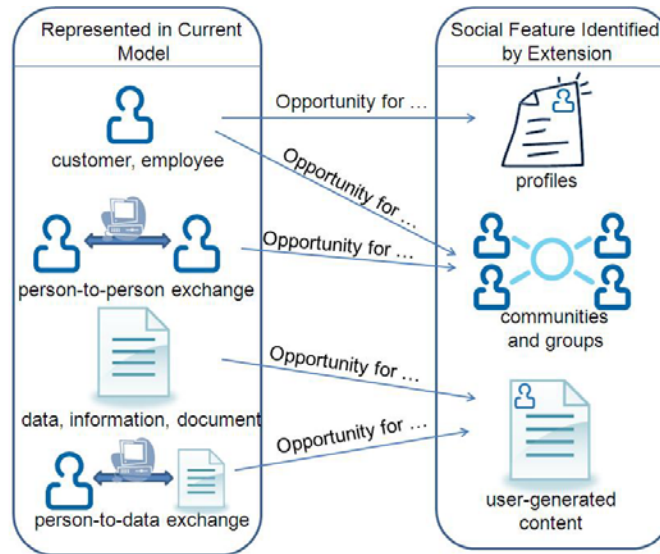 Represented in Current
Model
Social Feature Identified
by Extension
Opportunity for ...
customer, employee
profiles
Opportunity for ...
Opportunity for ...
person-to-person exchange
communities
and groups
Opportunity for ...
data, information, document
Opportunity for ...
person-to-data exchange
user-generated
content